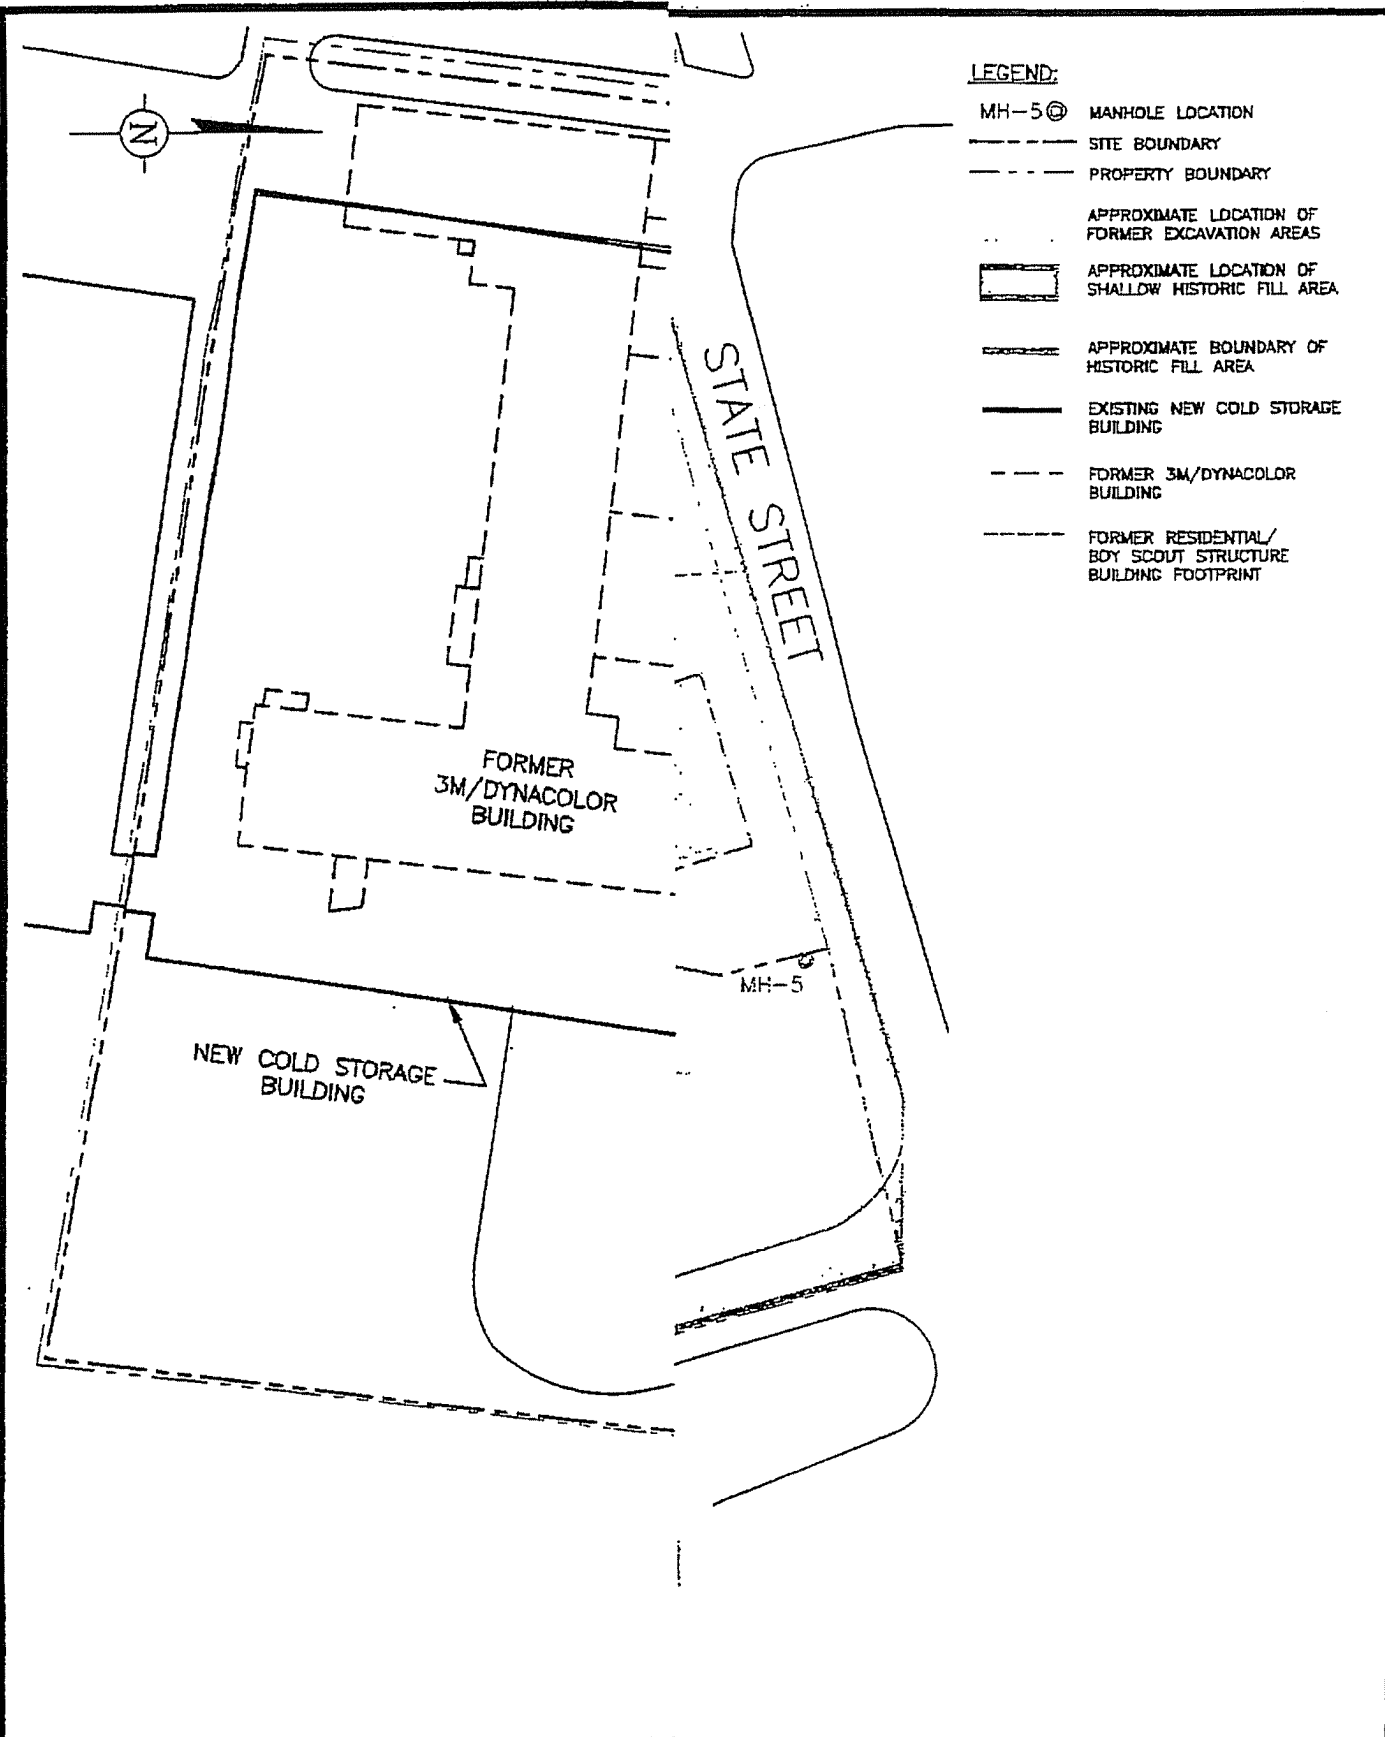 LEGEND:
MH-5 MANHOLE LOCATION
SITE BOUNDARY
PROPERTY BOUNDARY
APPROXIMATE LOCATION OF
FORMER EXCAVATION AREAS
APPROXIMATE LOCATION OF
SHALLOW HISTORIC FILL AREA
APPROXIMATE BOUNDARY OF
HISTORIC FILL AREA
EXISTING NEW COLD STORAGE
BUILDING
FORMER 3M/DYNACOLOR
BUILDING
FORMER RESIDENTIAL/
BOY SCOUT STRUCTURE
BUILDING FOOTPRINT
N
STATE STREET
FORMER
3M/DYNACOLOR
BUILDING
MH-5
NEW COLD STORAGE
BUILDING